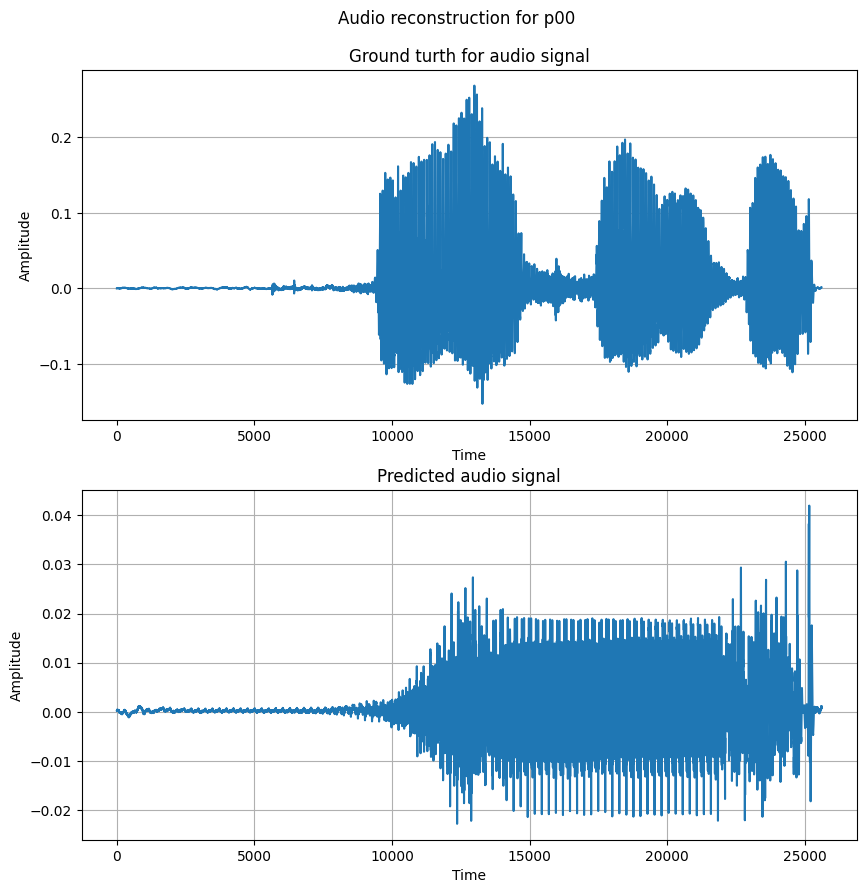 Audio reconstruction for p00
Ground turth for audio signal
0.2
0.1
0.0
−0.1
Amplitude
0 5000 10000 15000 20000 25000
Time
Predicted audio signal
0.04
0.03
0.02
0.01
0.00
−0.01
−0.02
Amplitude
0 5000 10000 15000 20000 25000
Time